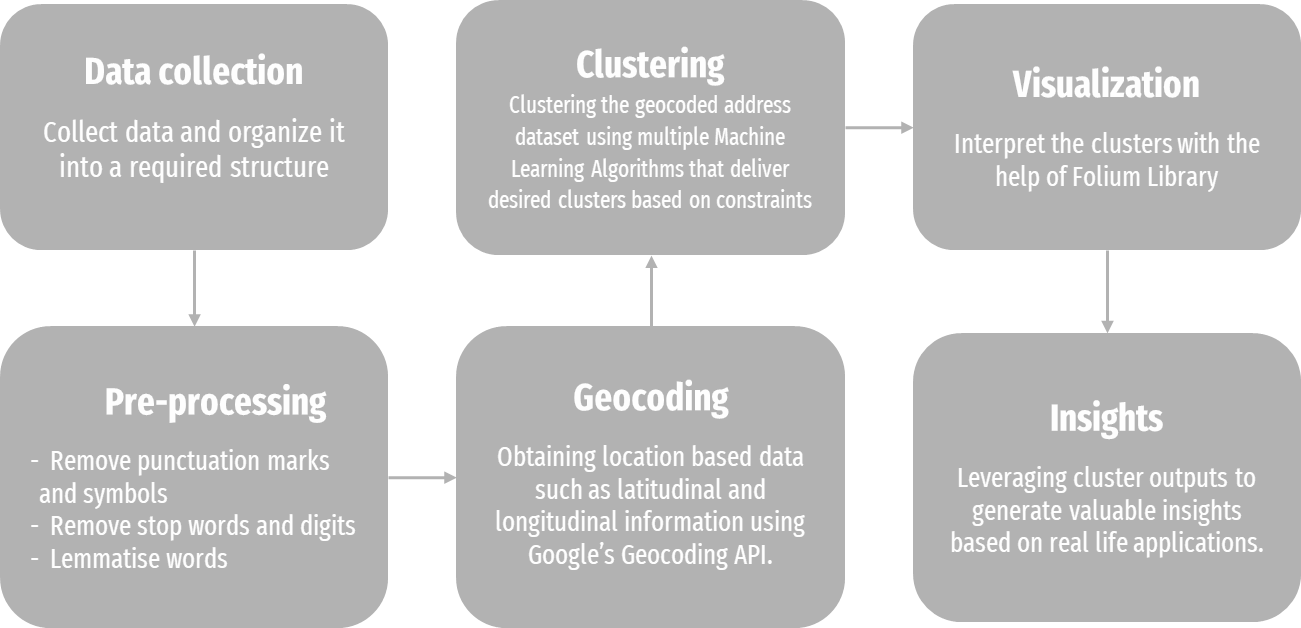 Data collection
Collect data and organize it
into a required structure
Pre-processing
- Remove punctuation marks
and symbols
- Remove stop words and digits
- Lemmatise words
Geocoding
Obtaining location based data
such as latitudinal and
longitudinal information using
Google’s Geocoding API.
Clustering
Clustering the geocoded address
dataset using multiple Machine
Learning Algorithms that deliver
desired clusters based on constraints
Visualization
Interpret the clusters with the
help of Folium Library
Insights
Leveraging cluster outputs to
generate valuable insights
based on real life applications.